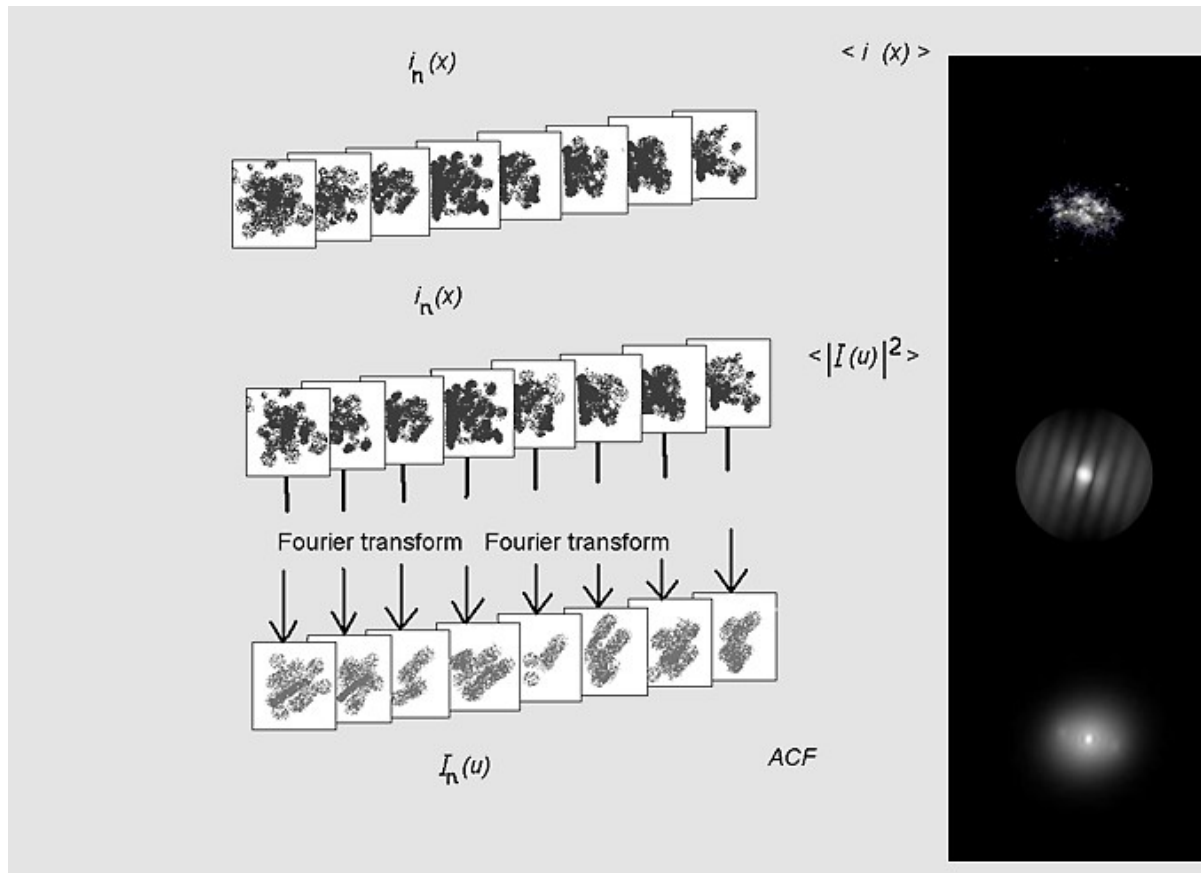 i_n(x)
< i (x) >
i_n(x)
< |I(u)|² >
Fourier transform Fourier transform
I_n(u)
ACF